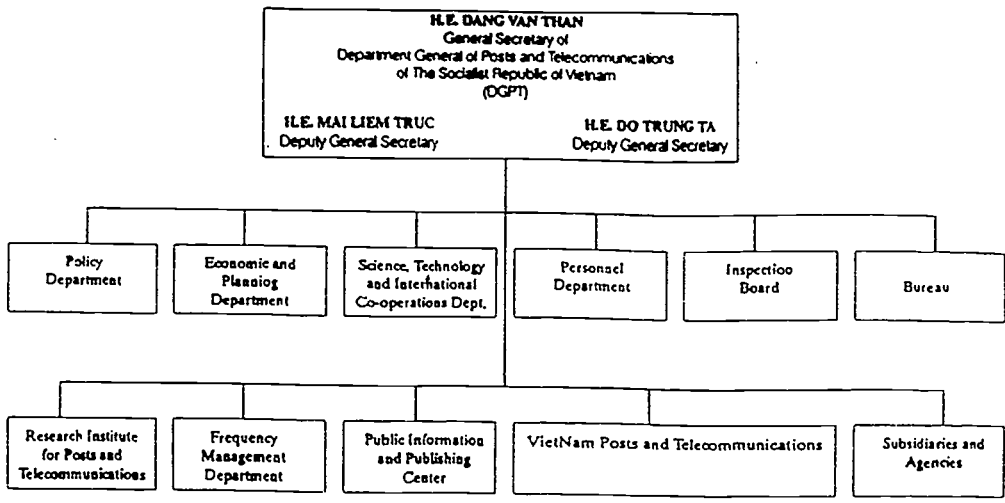 H.E. DANG VAN THAN
General Secretary of
Department General of Posts and Telecommunications
of The Socialist Republic of Vietnam
(DGPT)
H.E. MAI LIEM TRUC
Deputy General Secretary
H.E. DO TRUNG TA
Deputy General Secretary
Policy
Department
Economic and
Planning
Department
Science, Technology
and International
Co-operations Dept.
Personnel
Department
Inspection
Board
Bureau
Research Institute
for Posts and
Telecommunications
Frequency
Management
Department
Public Information
and Publishing
Center
VietNam Posts and Telecommunications
Subsidiaries and
Agencies